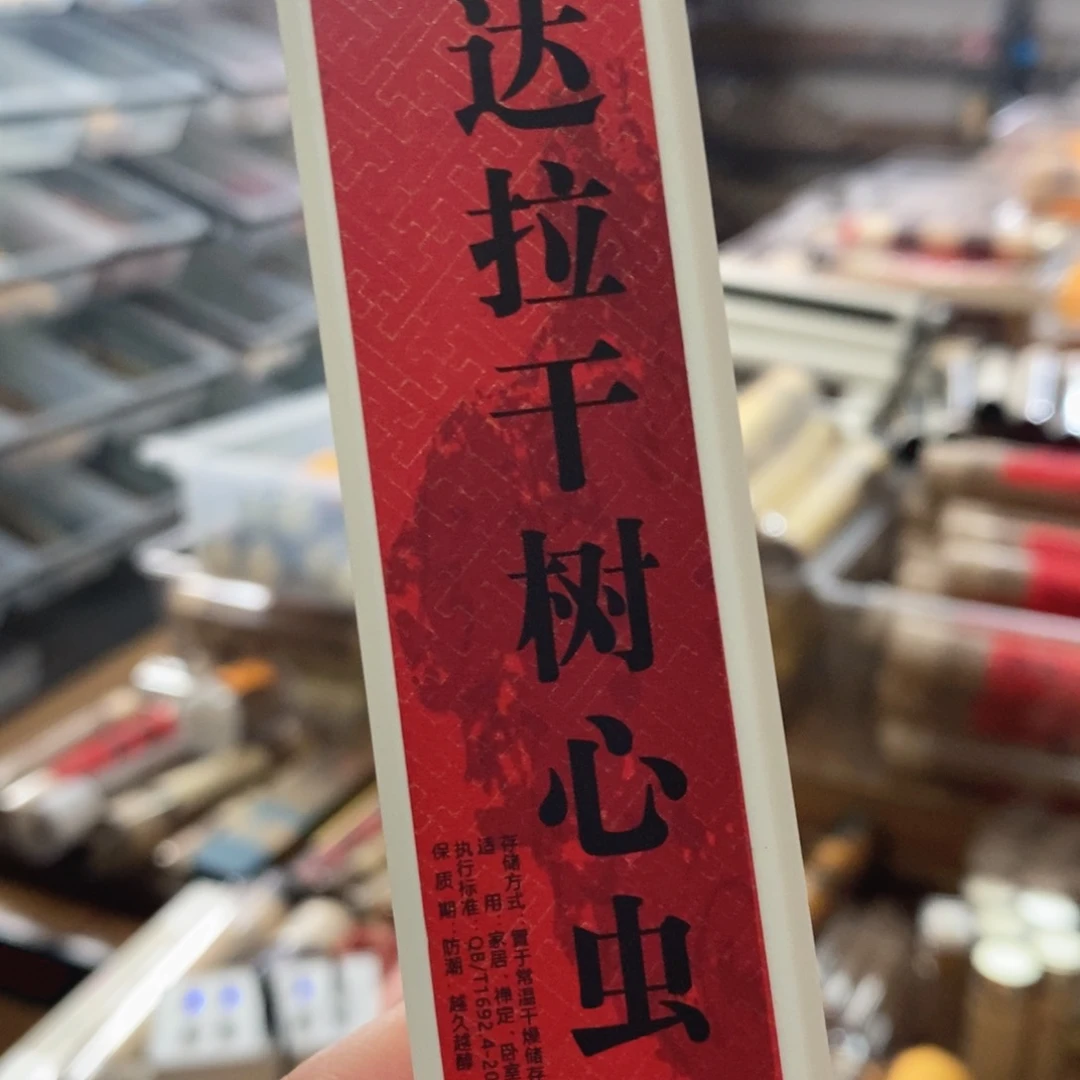 达拉干树心虫
存储方式：置于常温干燥储存
适用：家居、禅定、卧室
执行标准：QB/T1692.4-20
保质期：防潮 越久越醇